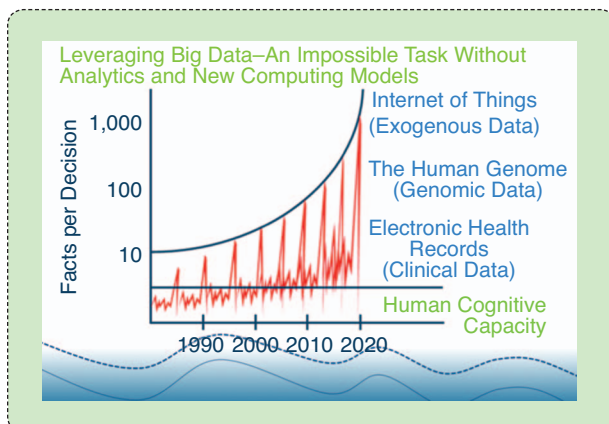 Leveraging Big Data–An Impossible Task Without
Analytics and New Computing Models
Facts per Decision
1,000
100
10
Internet of Things
(Exogenous Data)
The Human Genome
(Genomic Data)
Electronic Health
Records
(Clinical Data)
Human Cognitive
Capacity
1990 2000 2010 2020